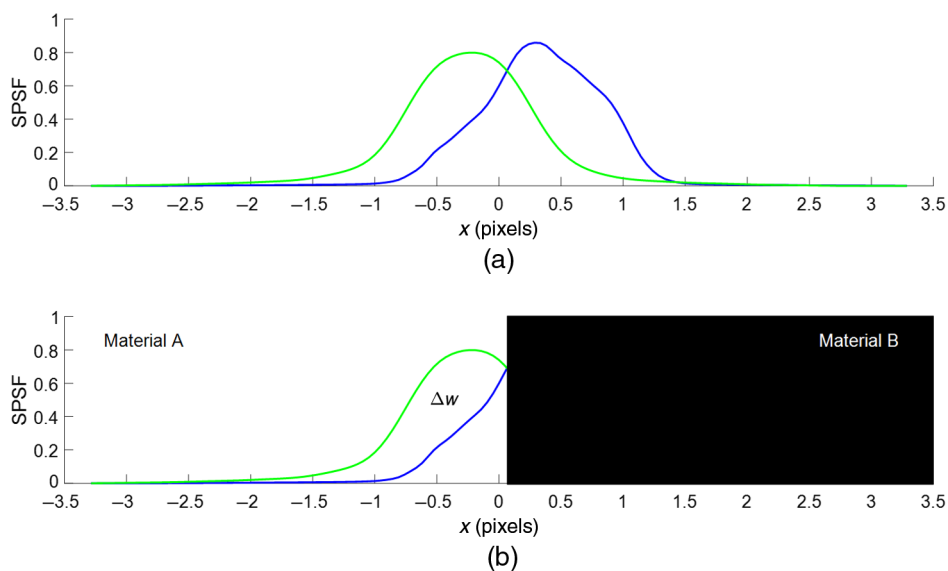 1
0.8
0.6
0.4
0.2
0
SPSF
–3.5 –3 –2.5 –2 –1.5 –1 –0.5 0 0.5 1 1.5 2 2.5 3 3.5
x (pixels)
(a)
1
0.8
0.6
0.4
0.2
0
SPSF
Material A
Material B
Δw
–3.5 –3 –2.5 –2 –1.5 –1 –0.5 0 0.5 1 1.5 2 2.5 3 3.5
x (pixels)
(b)